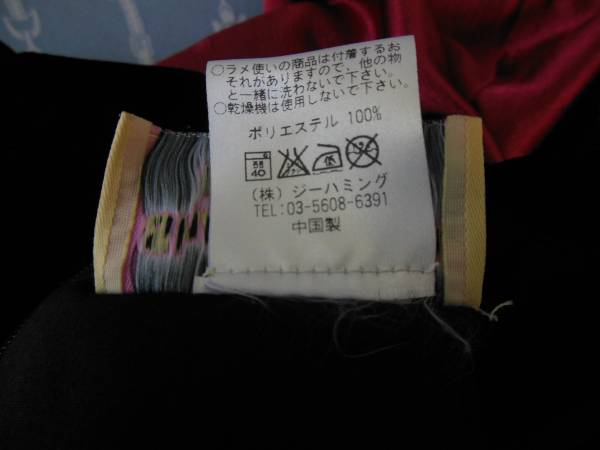 ○ラメ使いの商品は付着するお
それがありますので、他の物
と一緒に洗わないで下さい。
○乾燥機は使用しないで下さい。
ポリエステル 100%
40 低
(株) ジーハミング
TEL:03-5608-6391
中国製